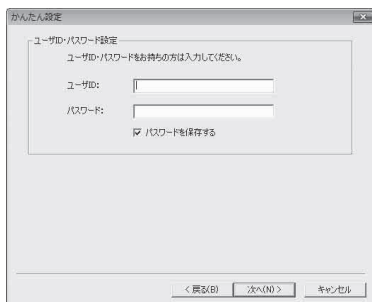 かんたん設定
ユーザID・パスワード設定
ユーザID・パスワードをお持ちの方は入力してください。
ユーザID:
パスワード:
パスワードを保存する
< 戻る(B) 次へ(N) > キャンセル